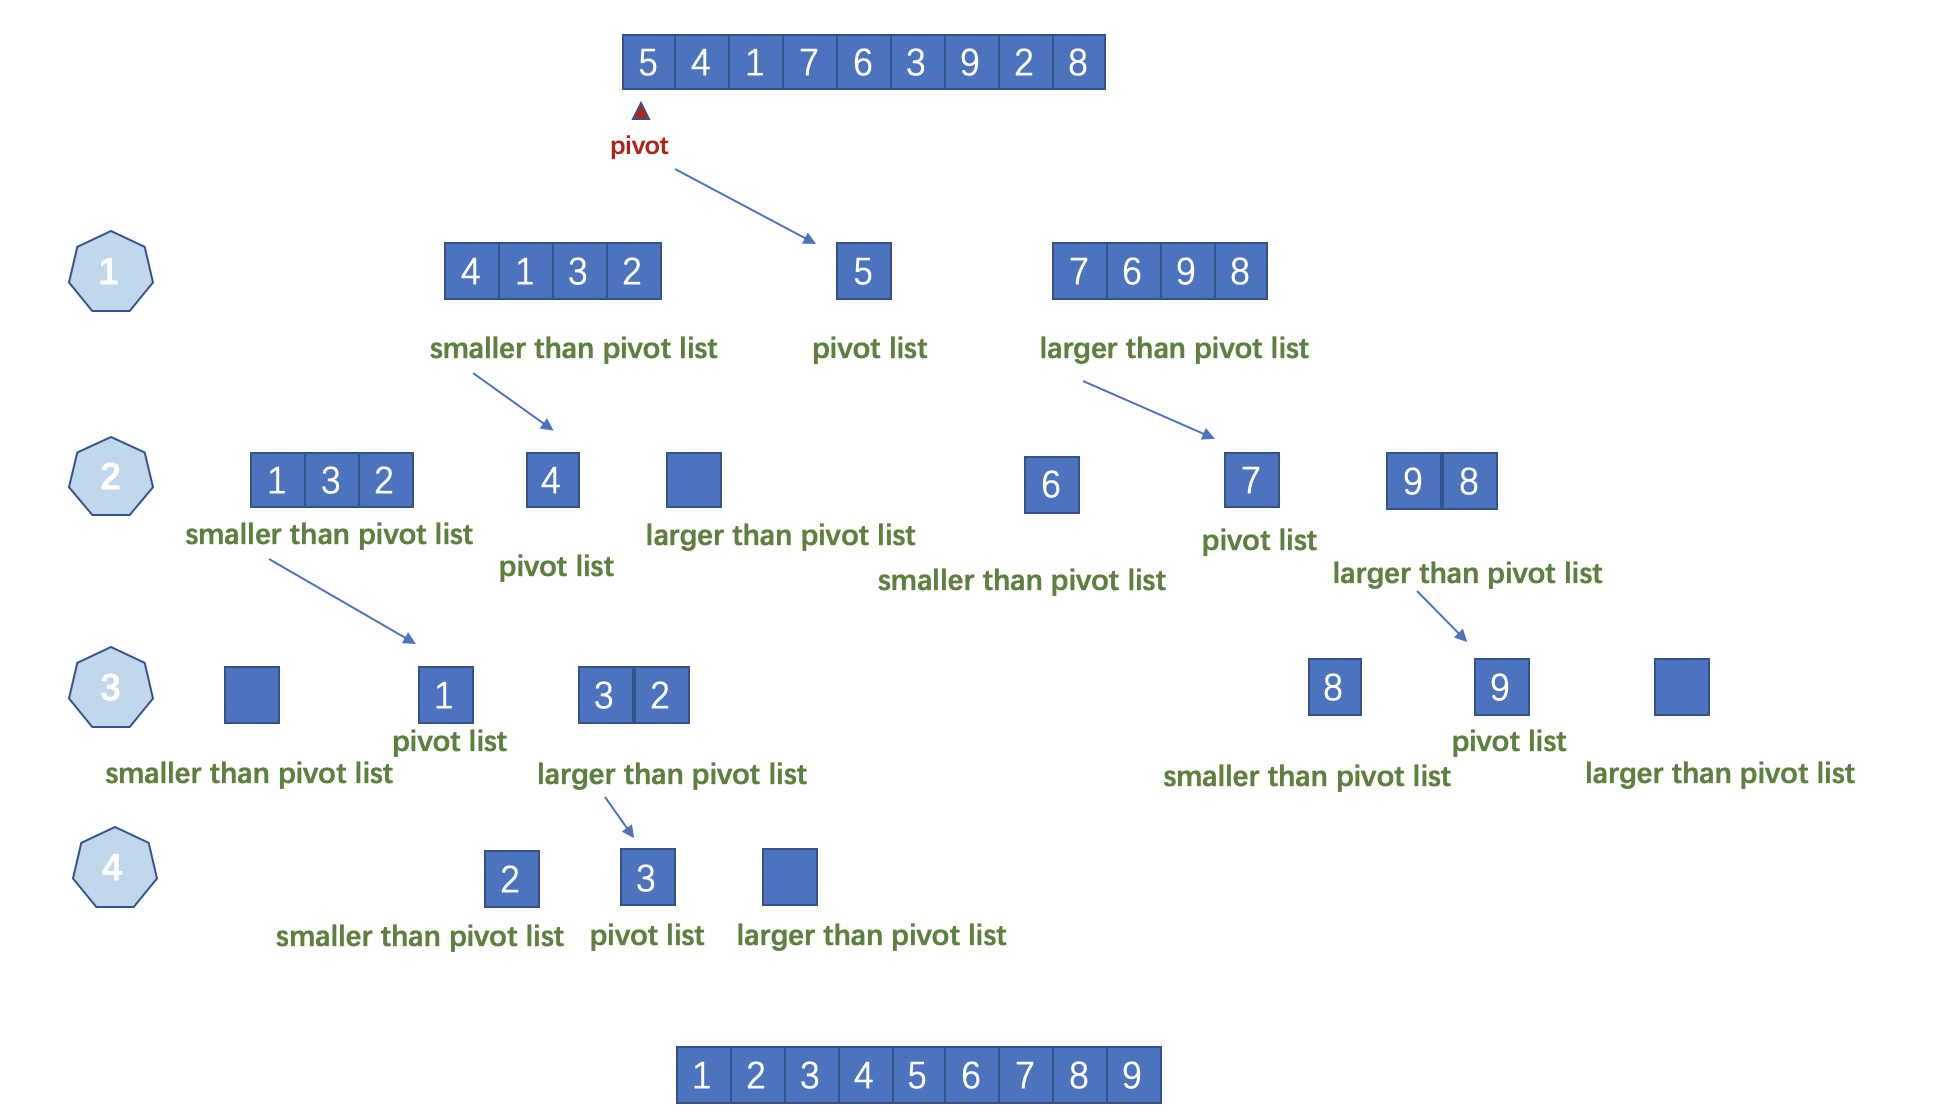 5 4 1 7 6 3 9 2 8
pivot
1
4 1 3 2
5
7 6 9 8
smaller than pivot list
pivot list
larger than pivot list
2
1 3 2
4
6
7
9 8
smaller than pivot list
pivot list
larger than pivot list
smaller than pivot list
pivot list
larger than pivot list
3
1
3 2
8
9
smaller than pivot list
pivot list
larger than pivot list
smaller than pivot list
pivot list
larger than pivot list
4
2
3
smaller than pivot list
pivot list
larger than pivot list
1 2 3 4 5 6 7 8 9